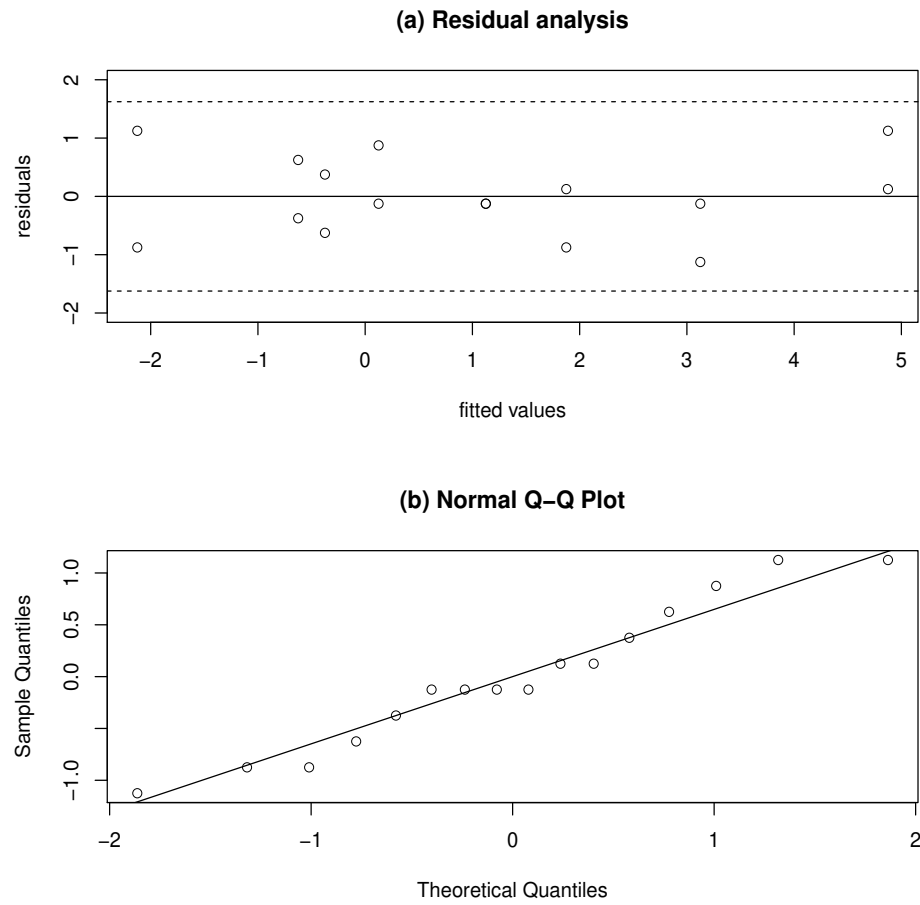 (a) Residual analysis
2
1
0
−1
−2
residuals
−2 −1 0 1 2 3 4 5
fitted values
(b) Normal Q−Q Plot
1.0
0.5
0.0
−1.0
Sample Quantiles
−2 −1 0 1 2
Theoretical Quantiles